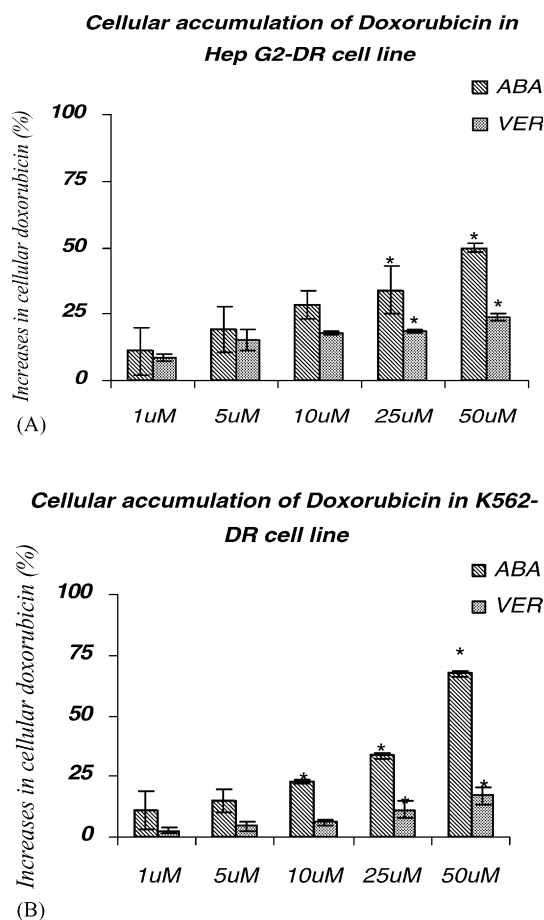 Cellular accumulation of Doxorubicin in
Hep G2-DR cell line
ABA
VER
Increases in cellular doxorubicin (%)
100
75
50
25
0
* * * *
1uM 5uM 10uM 25uM 50uM
(A)
Cellular accumulation of Doxorubicin in K562-
DR cell line
ABA
VER
Increases in cellular doxorubicin (%)
100
75
50
25
0
* * * * *
1uM 5uM 10uM 25uM 50uM
(B)